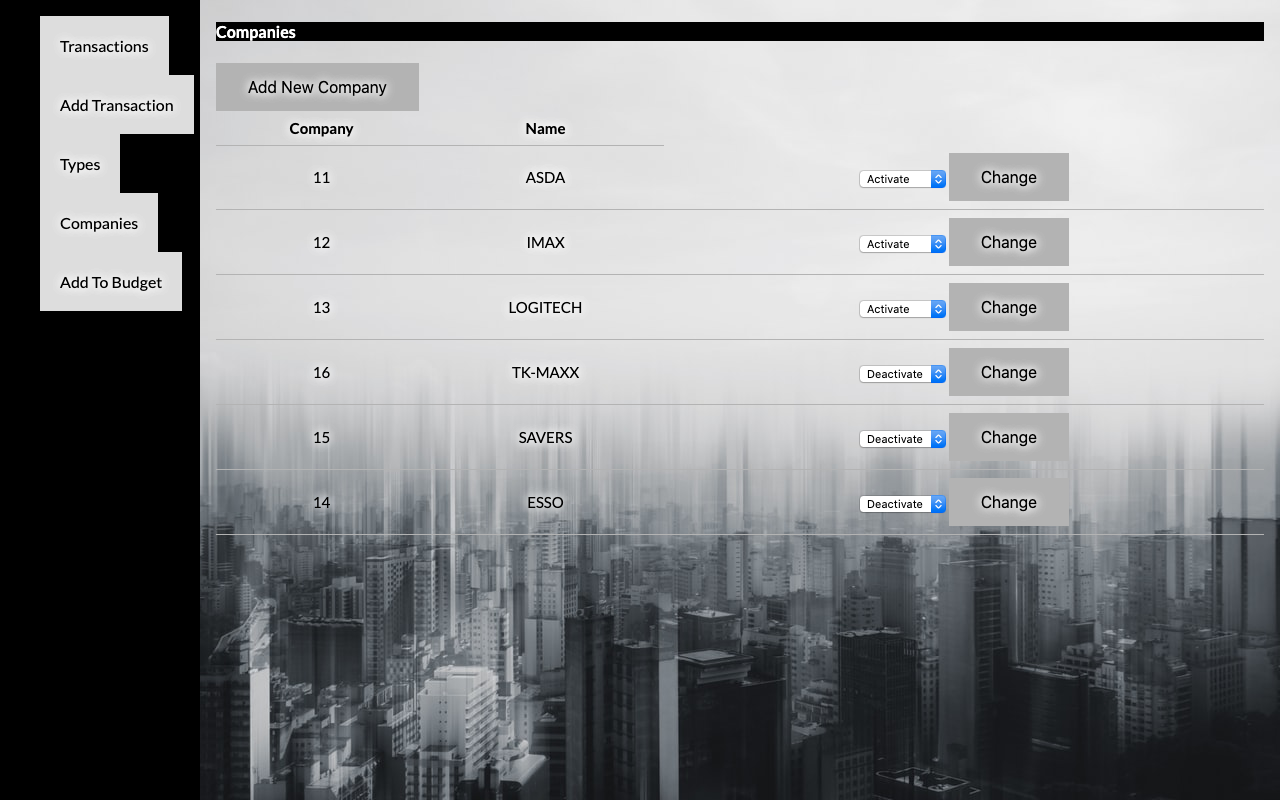 Transactions
Add Transaction
Types
Companies
Add To Budget
Companies
Add New Company
Company Name
11 ASDA Activate Change
12 IMAX Activate Change
13 LOGITECH Activate Change
16 TK-MAXX Deactivate Change
15 SAVERS Deactivate Change
14 ESSO Deactivate Change